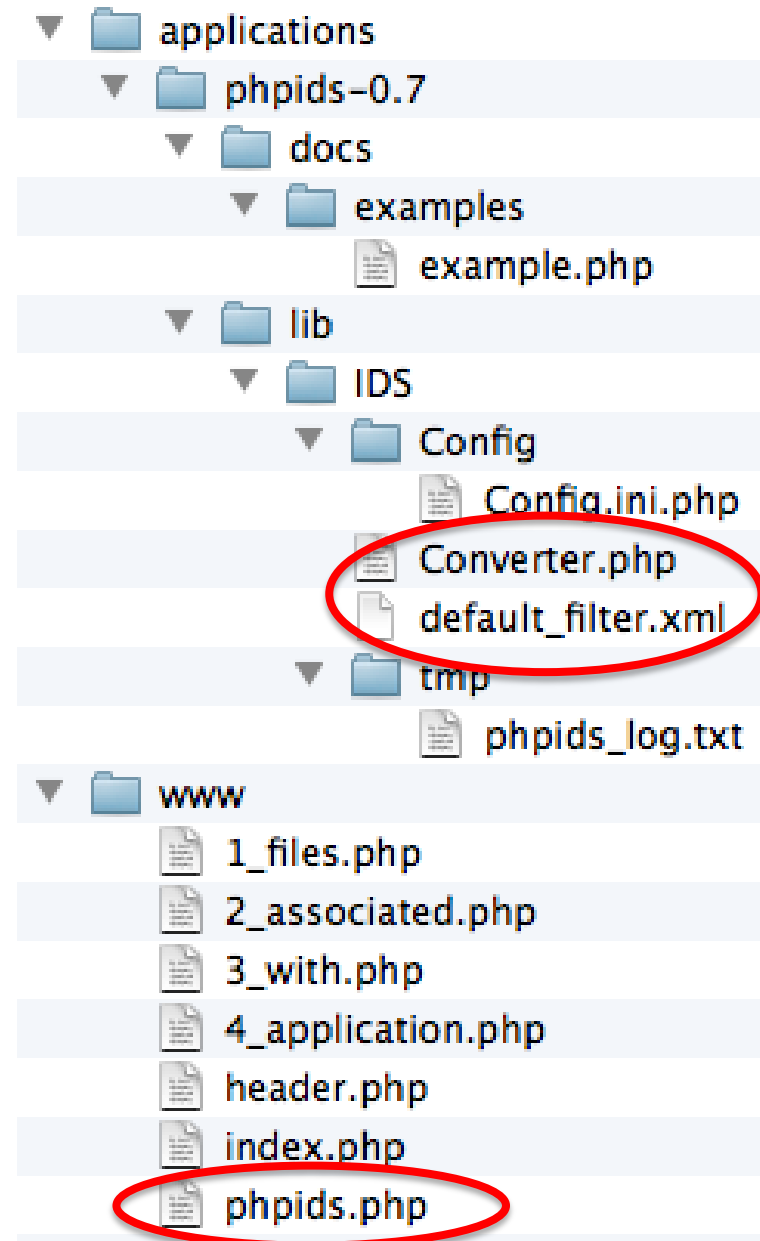 applications
phpids-0.7
docs
examples
example.php
lib
IDS
Config
Config.ini.php
Converter.php
default_filter.xml
tmp
phpids_log.txt
www
1_files.php
2_associated.php
3_with.php
4_application.php
header.php
index.php
phpids.php